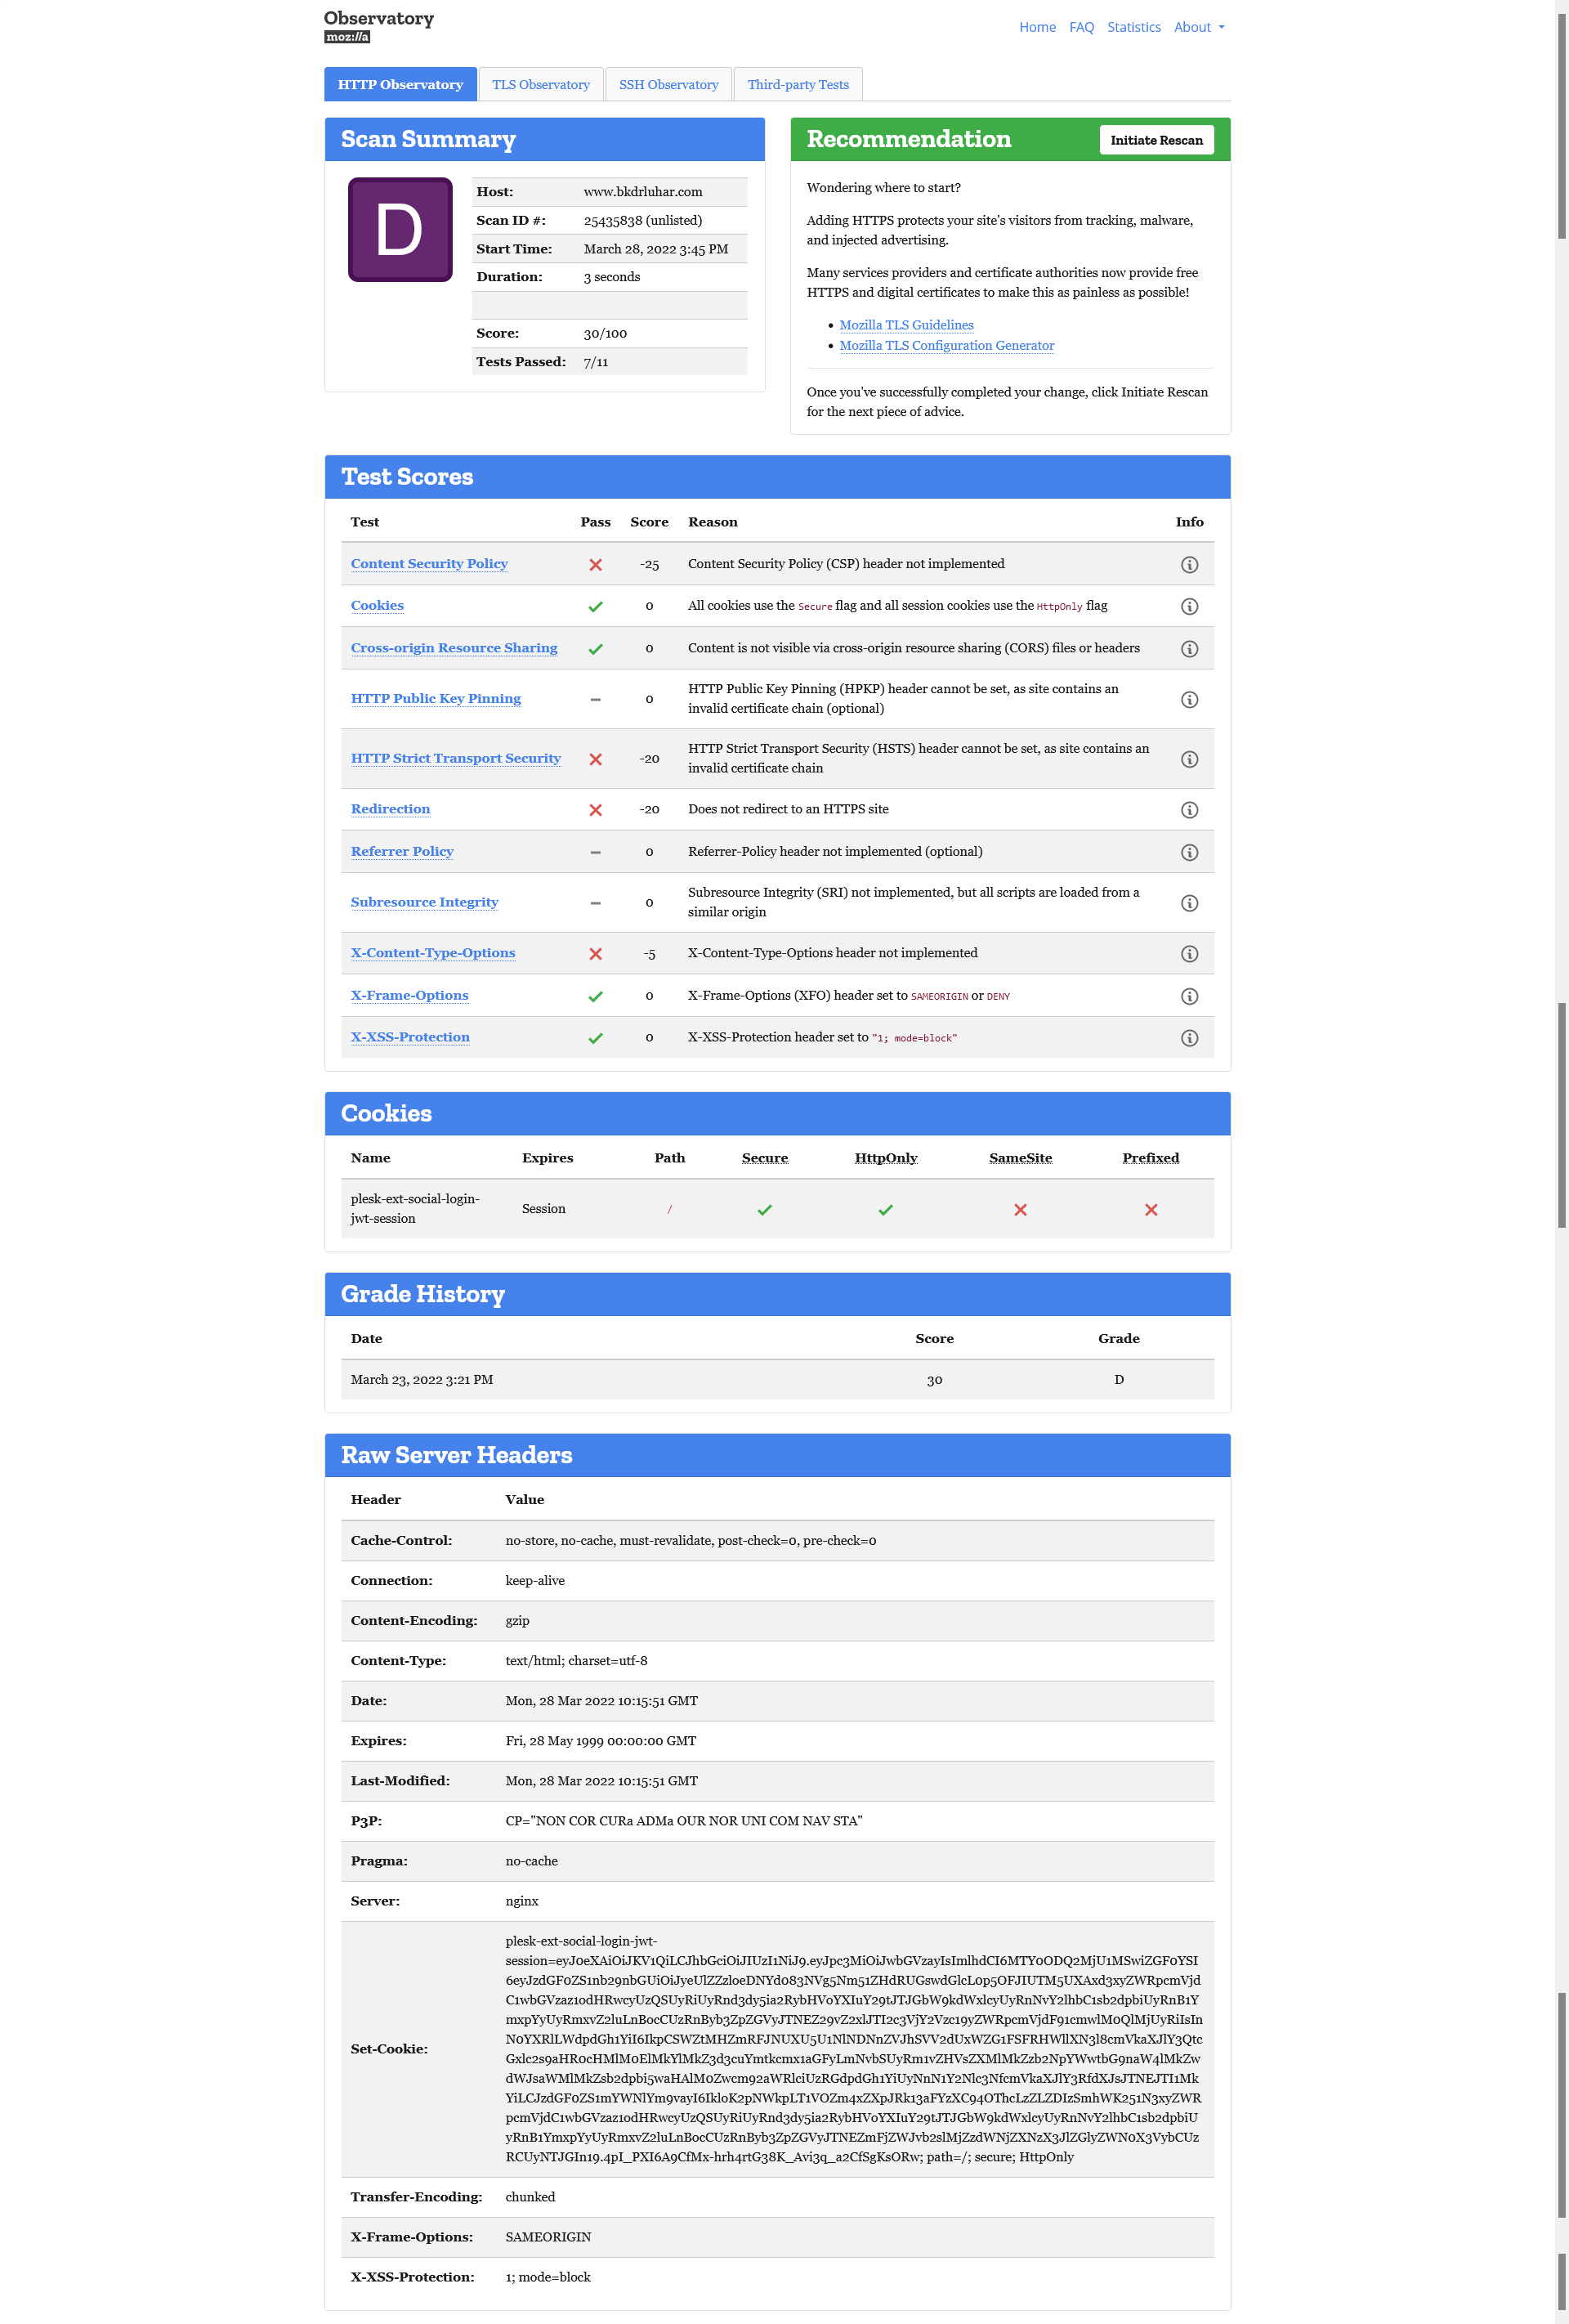 Observatory
moz://a
Home FAQ Statistics About
HTTP Observatory TLS Observatory SSH Observatory Third-party Tests
Scan Summary
D
Host: www.bkdrluhar.com
Scan ID #: 25435838 (unlisted)
Start Time: March 28, 2022 3:45 PM
Duration: 3 seconds
Score: 30/100
Tests Passed: 7/11
Recommendation Initiate Rescan
Wondering where to start?
Adding HTTPS protects your site's visitors from tracking, malware,
and injected advertising.
Many services providers and certificate authorities now provide free
HTTPS and digital certificates to make this as painless as possible!
• Mozilla TLS Guidelines
• Mozilla TLS Configuration Generator
Once you've successfully completed your change, click Initiate Rescan
for the next piece of advice.
Test Scores
Test Pass Score Reason Info
Content Security Policy -25 Content Security Policy (CSP) header not implemented
Cookies 0 All cookies use the Secure flag and all session cookies use the HttpOnly flag
Cross-origin Resource Sharing 0 Content is not visible via cross-origin resource sharing (CORS) files or headers
HTTP Public Key Pinning – 0 HTTP Public Key Pinning (HPKP) header cannot be set, as site contains an
invalid certificate chain (optional)
HTTP Strict Transport Security -20 HTTP Strict Transport Security (HSTS) header cannot be set, as site contains an
invalid certificate chain
Redirection -20 Does not redirect to an HTTPS site
Referrer Policy – 0 Referrer-Policy header not implemented (optional)
Subresource Integrity – 0 Subresource Integrity (SRI) not implemented, but all scripts are loaded from a
similar origin
X-Content-Type-Options -5 X-Content-Type-Options header not implemented
X-Frame-Options 0 X-Frame-Options (XFO) header set to SAMEORIGIN or DENY
X-XSS-Protection 0 X-XSS-Protection header set to "1; mode=block"
Cookies
Name Expires Path Secure HttpOnly SameSite Prefixed
plesk-ext-social-login-
jwt-session Session /
Grade History
Date Score Grade
March 23, 2022 3:21 PM 30 D
Raw Server Headers
Header Value
Cache-Control: no-store, no-cache, must-revalidate, post-check=0, pre-check=0
Connection: keep-alive
Content-Encoding: gzip
Content-Type: text/html; charset=utf-8
Date: Mon, 28 Mar 2022 10:15:51 GMT
Expires: Fri, 28 May 1999 00:00:00 GMT
Last-Modified: Mon, 28 Mar 2022 10:15:51 GMT
P3P: CP="NON COR CURa ADMa OUR NOR UNI COM NAV STA"
Pragma: no-cache
Server: nginx
Set-Cookie: plesk-ext-social-login-jwt-
path=/; secure; HttpOnly
Transfer-Encoding: chunked
X-Frame-Options: SAMEORIGIN
X-XSS-Protection: 1; mode=block